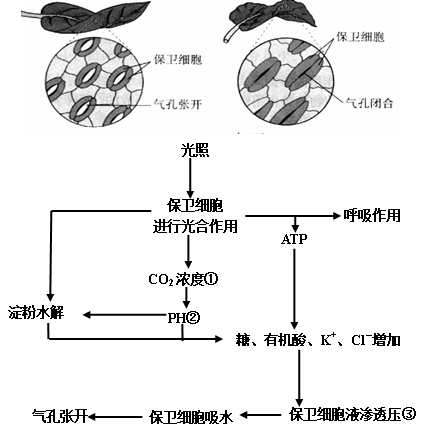 保卫细胞
气孔张开
保卫细胞
气孔闭合
光照
保卫细胞
进行光合作用
呼吸作用
ATP
CO₂浓度①
淀粉水解
PH②
糖、有机酸、K⁺、Cl⁻增加
气孔张开
保卫细胞吸水
保卫细胞液渗透压③